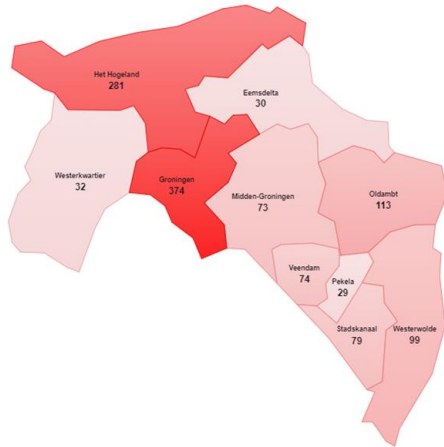 Het Hogeland
281
Eemsdelta
30
Westerkwartier
32
Groningen
374
Midden-Groningen
73
Oldambt
113
Veendam
74
Pekela
29
Stadskanaal
79
Westerwolde
99